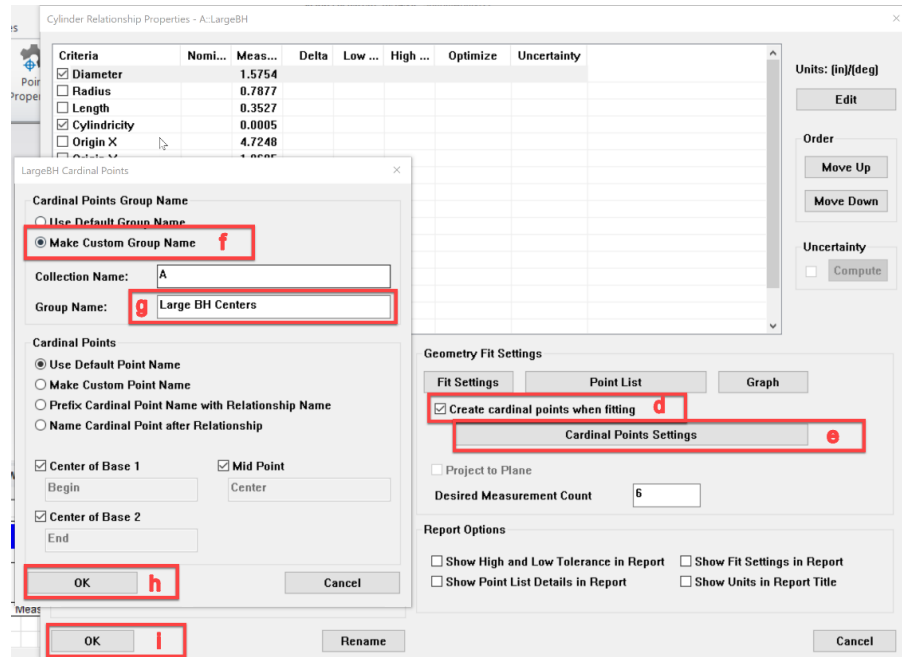 es
Cylinder Relationship Properties - A::LargeBH
Criteria Nomi... Meas... Delta Low ... High ... Optimize Uncertainty
Diameter 1.5754
Radius 0.7877
Length 0.3527
Cylindricity 0.0005
Origin X 4.7248
Units: (in)/(deg)
Edit
Order
Move Up
Move Down
Uncertainty
Compute
LargeBH Cardinal Points
Cardinal Points Group Name
Use Default Group Name
Make Custom Group Name f
Collection Name: A
Group Name: g Large BH Centers
Cardinal Points
Use Default Point Name
Make Custom Point Name
Prefix Cardinal Point Name with Relationship Name
Name Cardinal Point after Relationship
Center of Base 1 Mid Point
Begin Center
Center of Base 2
End
OK h Cancel
Geometry Fit Settings
Fit Settings Point List Graph
Create cardinal points when fitting d
Cardinal Points Settings e
Project to Plane
Desired Measurement Count 6
Report Options
Show High and Low Tolerance in Report Show Fit Settings in Report
Show Point List Details in Report Show Units in Report Title
Meas
OK i Rename Cancel